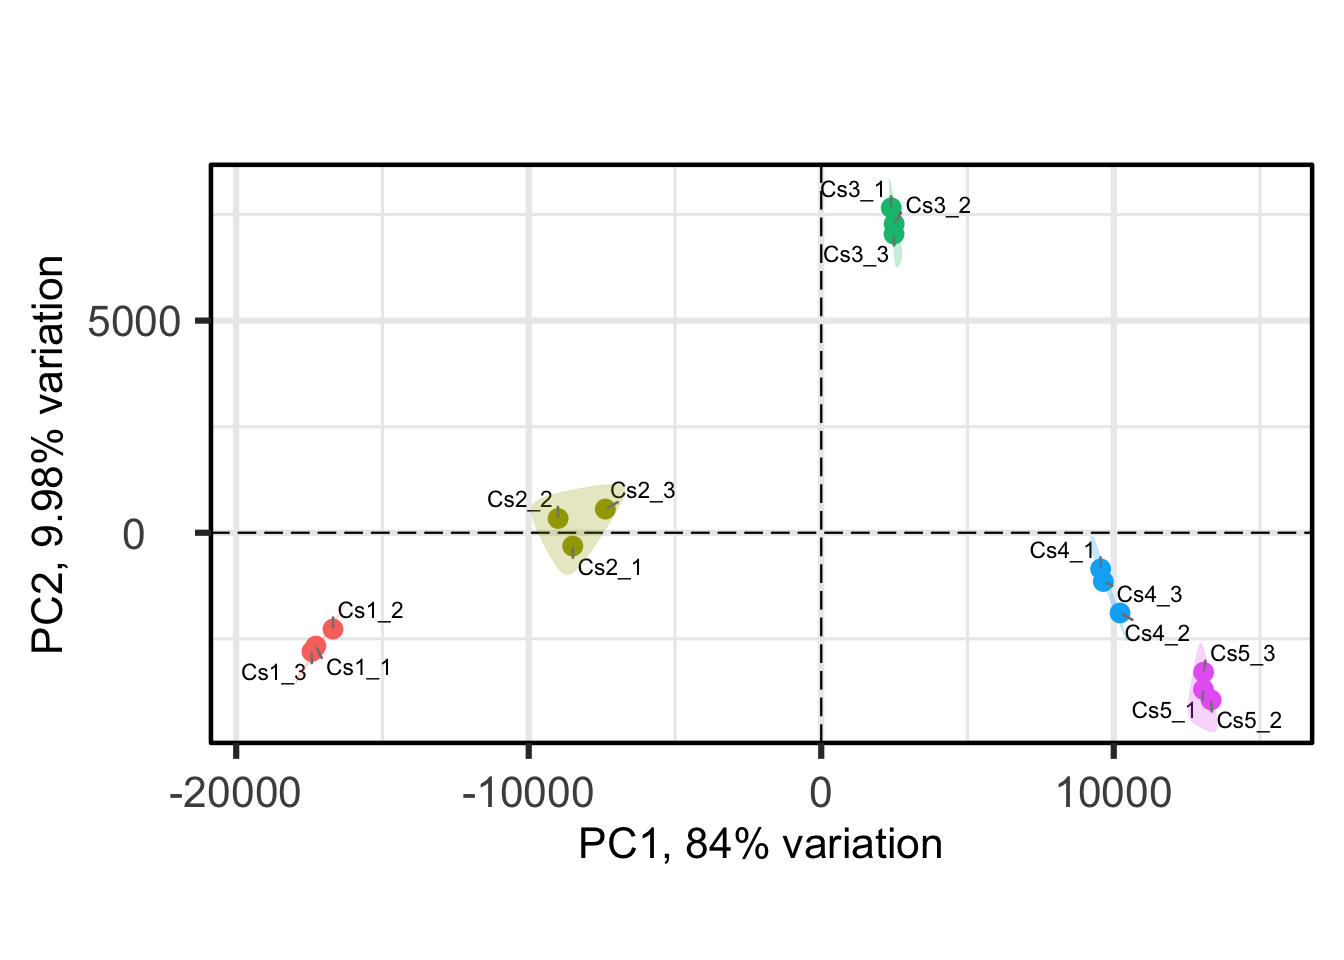 Cs3_1
Cs3_2
Cs3_3
5000
Cs2_2
Cs2_3
0
Cs2_1
Cs4_1
Cs4_3
Cs1_2
Cs4_2
Cs5_3
Cs1_3
Cs1_1
Cs5_1
Cs5_2
PC2, 9.98% variation
-20000
-10000
0
10000
PC1, 84% variation